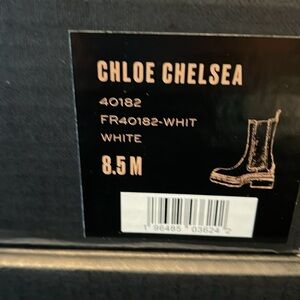 CHLOE CHELSEA
40182
FR40182-WHIT
WHITE
8.5 M
1 96485 03624 2